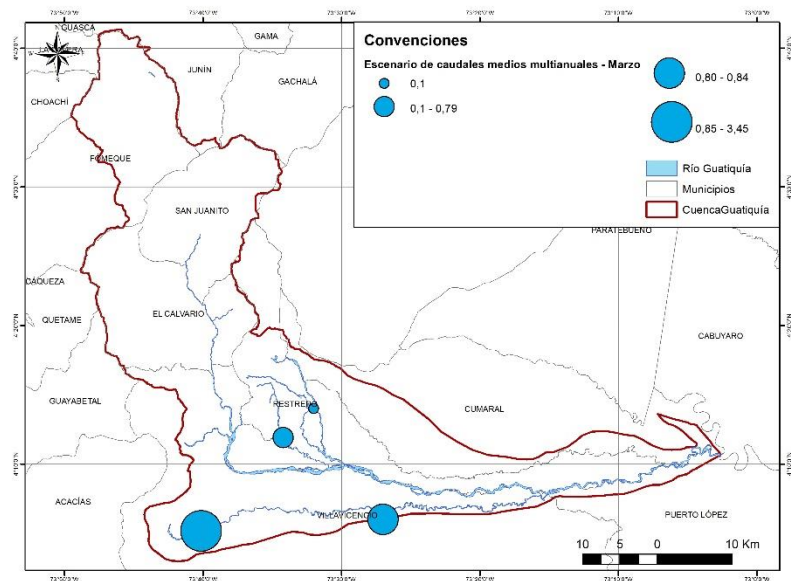 GUASCA
GAMA
JUNÍN
GACHALÁ
CHOACHÍ
FOMEQUE
SAN JUANITO
CAQUEZA
QUETAME
EL CALVARIO
GUAYABETAL
RESTREPO
CUMARAL
ACACÍAS
VILLAVICENCIO
PARATEBUENO
CABUYARO
PUERTO LÓPEZ
Convenciones
Escenario de caudales medios multianuales - Marzo
0,1
0,1 - 0,79
0,80 - 0,84
0,85 - 3,45
Río Guatiquía
Municipios
CuencaGuatiquía
10 5 0 10 Km